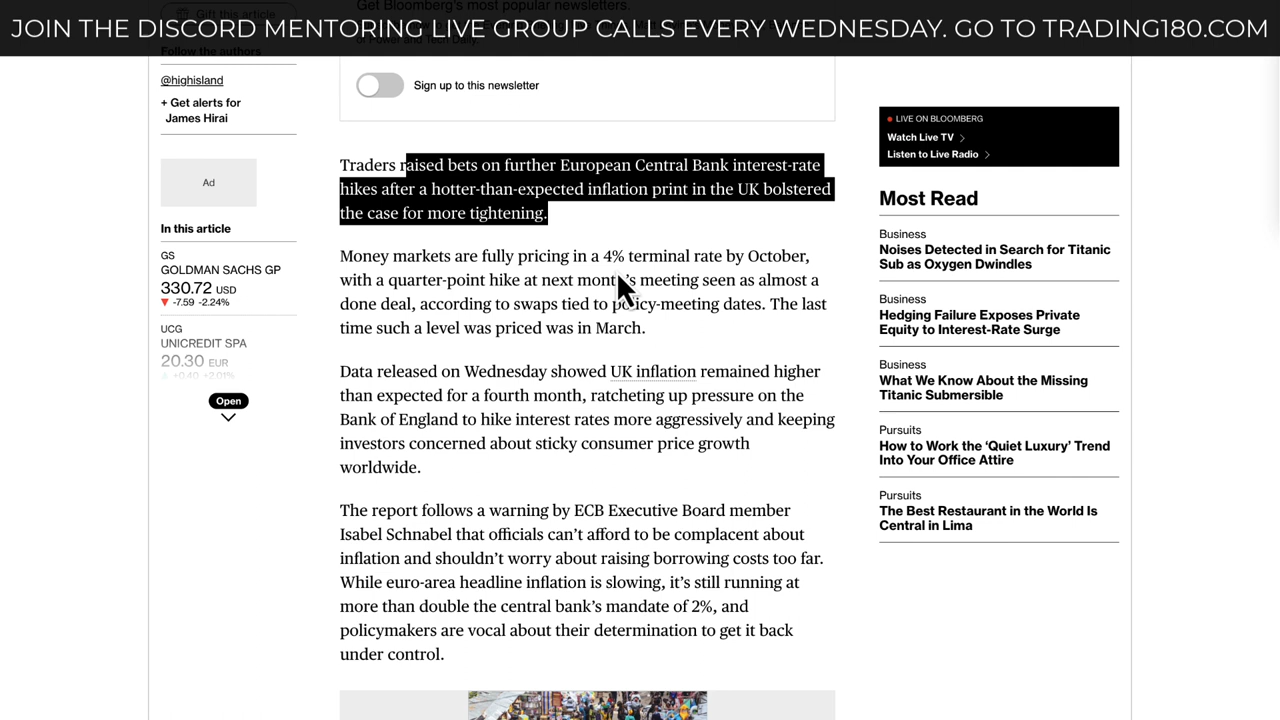 JOIN THE DISCORD MENTORING LIVE GROUP CALLS EVERY WEDNESDAY. GO TO TRADING180.COM
Gift this article
Follow the authors
@highisland
+ Get alerts for
James Hirai
Ad
In this article
GS
GOLDMAN SACHS GP
330.72 USD
▼ -7.59 -2.24%
UCG
UNICREDIT SPA
20.30 EUR
▲ +0.40 +2.01%
Open
Get Bloomberg's most popular newsletters.
Sign up to this newsletter
Traders raised bets on further European Central Bank interest-rate
hikes after a hotter-than-expected inflation print in the UK bolstered
the case for more tightening.
Money markets are fully pricing in a 4% terminal rate by October,
with a quarter-point hike at next month's meeting seen as almost a
done deal, according to swaps tied to policy-meeting dates. The last
time such a level was priced was in March.
Data released on Wednesday showed UK inflation remained higher
than expected for a fourth month, ratcheting up pressure on the
Bank of England to hike interest rates more aggressively and keeping
investors concerned about sticky consumer price growth
worldwide.
The report follows a warning by ECB Executive Board member
Isabel Schnabel that officials can't afford to be complacent about
inflation and shouldn't worry about raising borrowing costs too far.
While euro-area headline inflation is slowing, it's still running at
more than double the central bank's mandate of 2%, and
policymakers are vocal about their determination to get it back
under control.
LIVE ON BLOOMBERG
Watch Live TV
Listen to Live Radio
Most Read
Business
Noises Detected in Search for Titanic
Sub as Oxygen Dwindles
Business
Hedging Failure Exposes Private
Equity to Interest-Rate Surge
Business
What We Know About the Missing
Titanic Submersible
Pursuits
How to Work the ‘Quiet Luxury’ Trend
Into Your Office Attire
Pursuits
The Best Restaurant in the World Is
Central in Lima